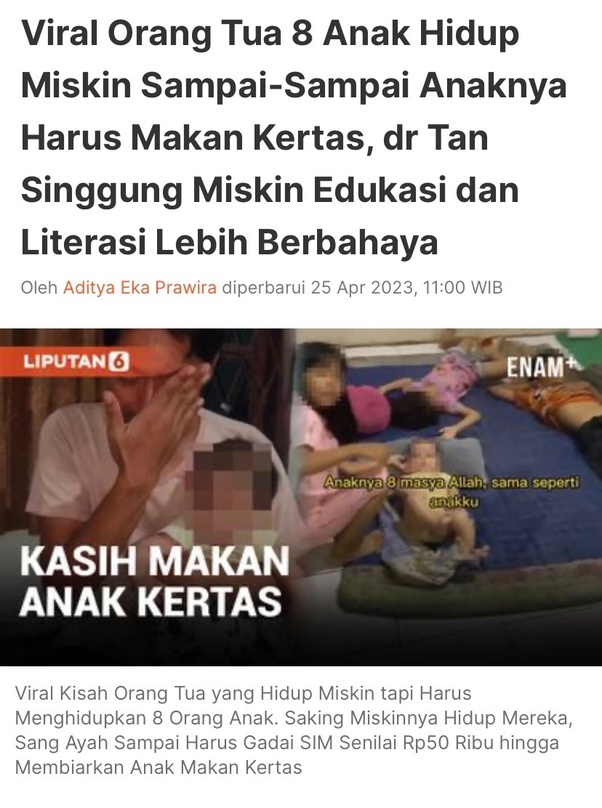 Viral Orang Tua 8 Anak Hidup
Miskin Sampai-Sampai Anaknya
Harus Makan Kertas, dr Tan
Singgung Miskin Edukasi dan
Literasi Lebih Berbahaya
Oleh Aditya Eka Prawira diperbarui 25 Apr 2023, 11:00 WIB
LIPUTAN6
ENAM+
Anaknya 8 masya Allah, sama seperti
anakku
KASIH MAKAN
ANAK KERTAS
Viral Kisah Orang Tua yang Hidup Miskin tapi Harus
Menghidupkan 8 Orang Anak. Saking Miskinnya Hidup Mereka,
Sang Ayah Sampai Harus Gadai SIM Senilai Rp50 Ribu hingga
Membiarkan Anak Makan Kertas